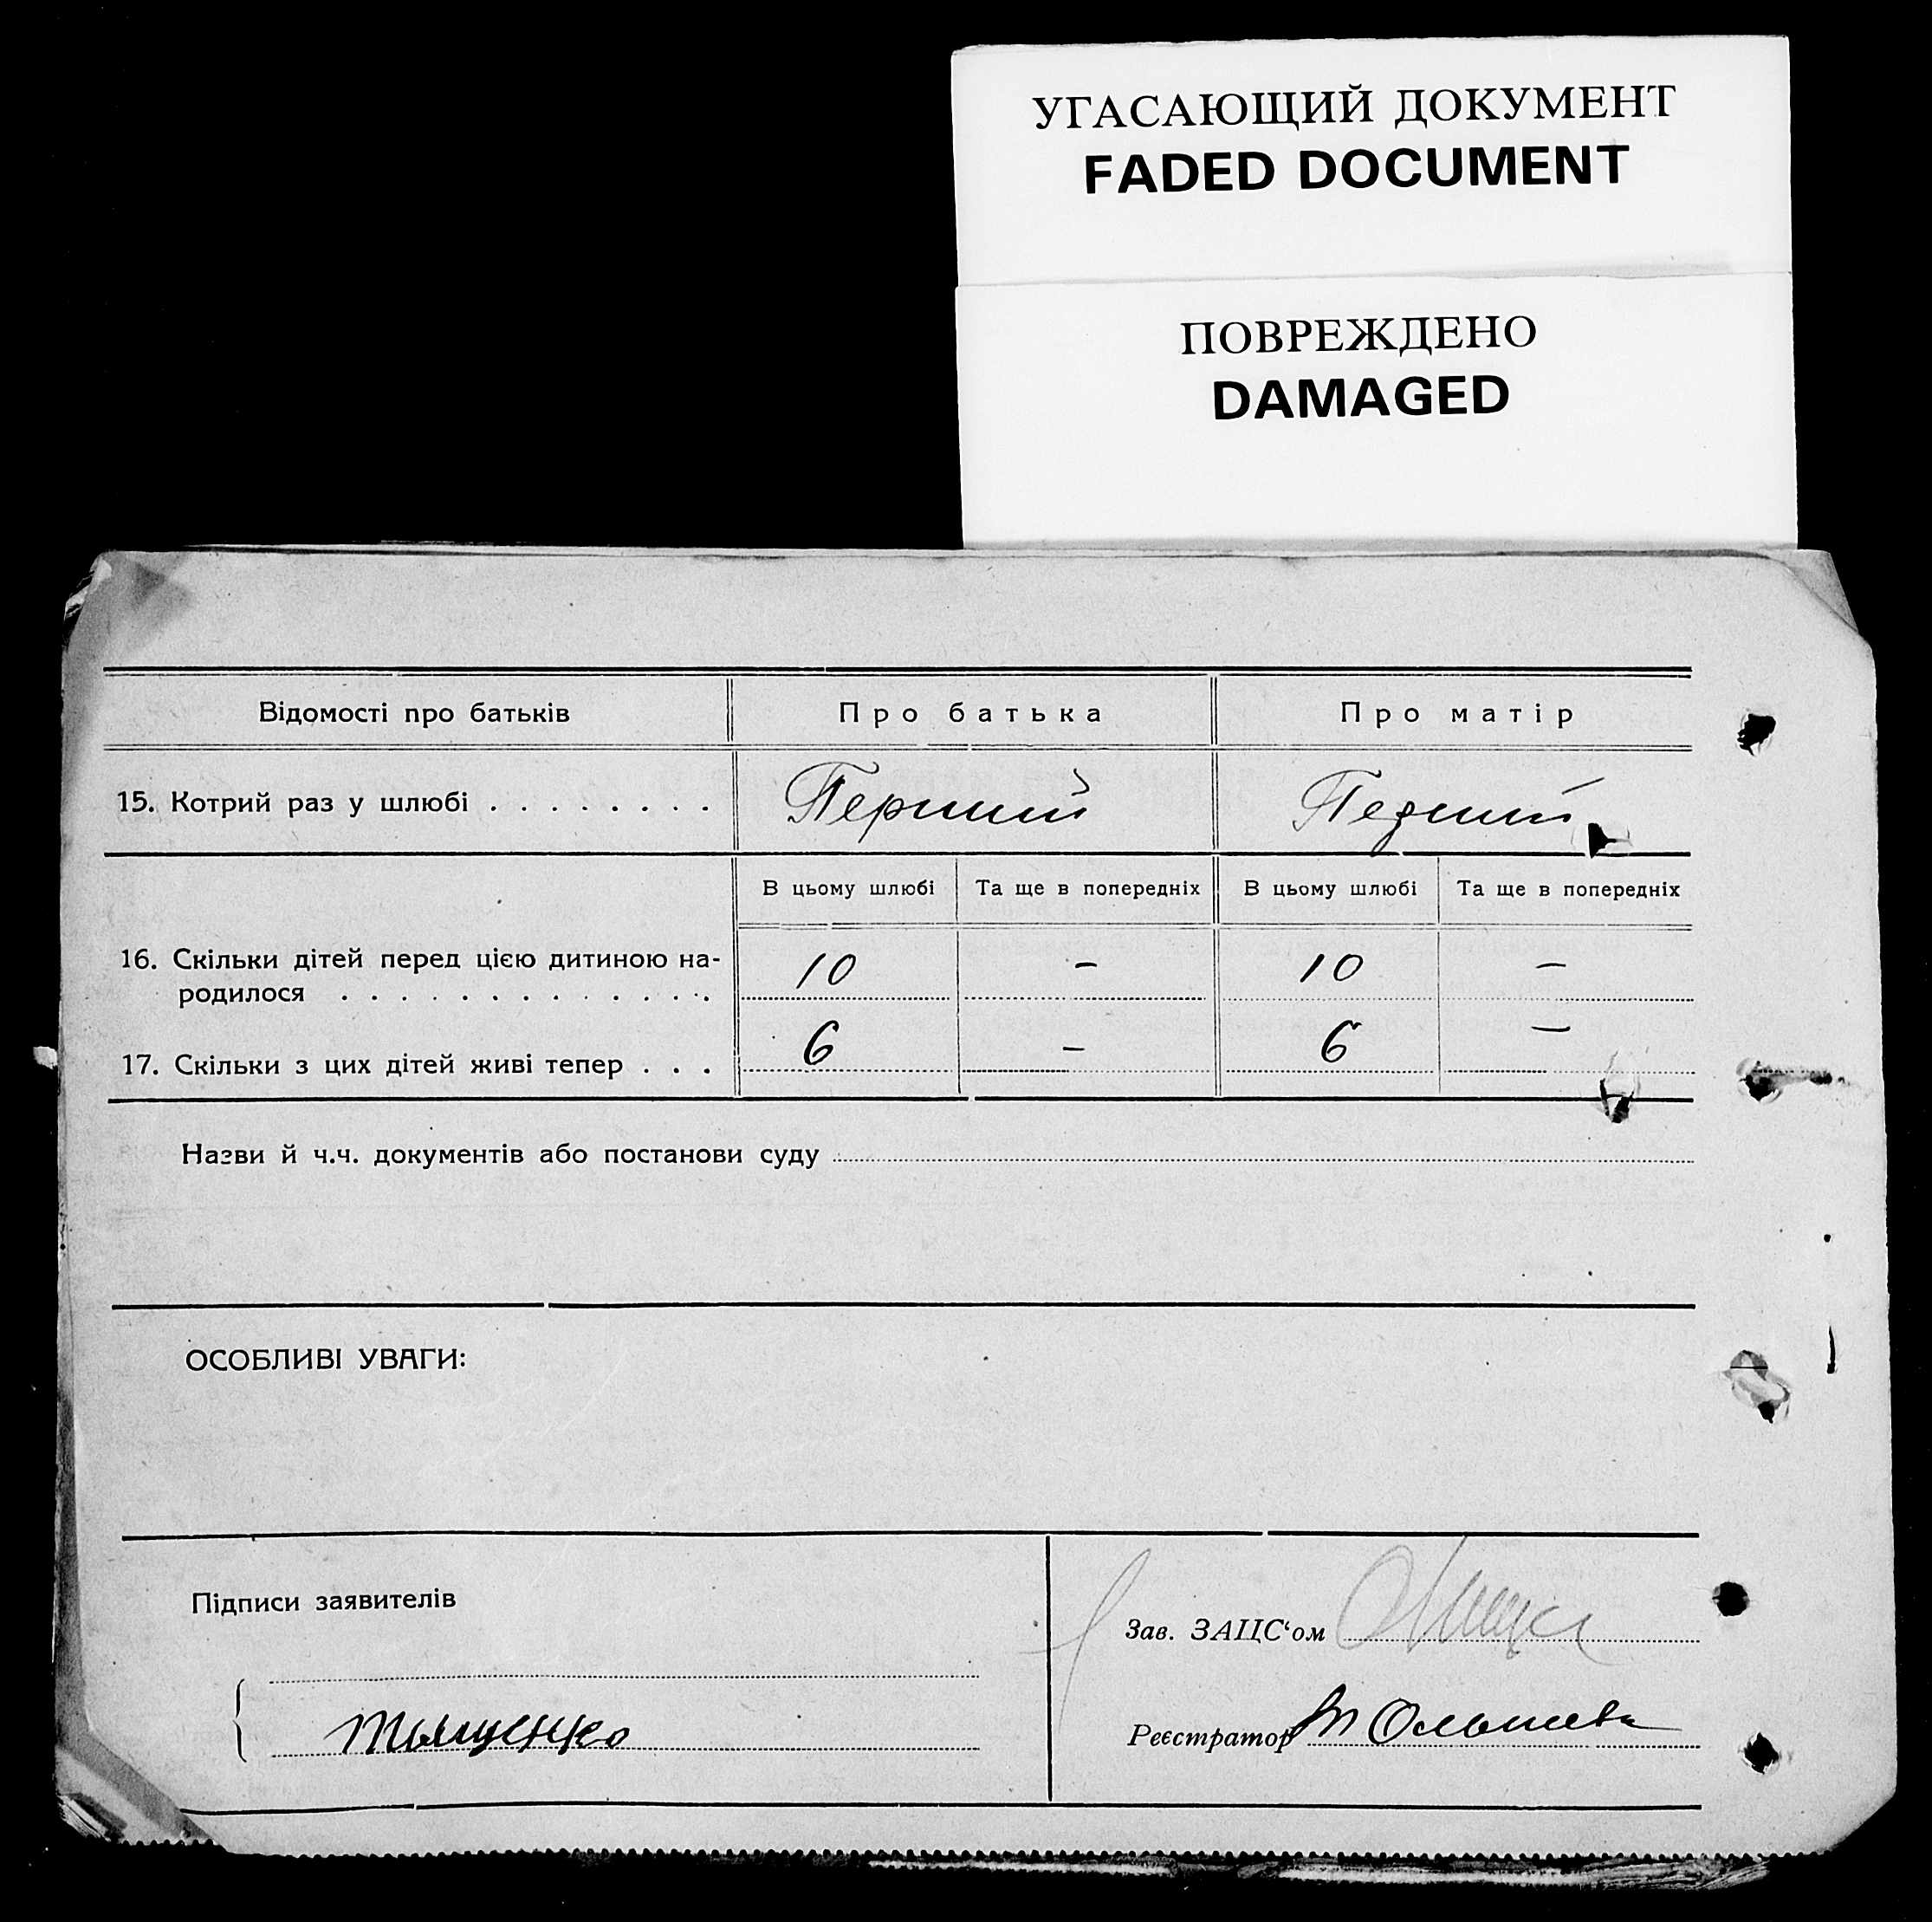 УГАСАЮЩИЙ ДОКУМЕНТ
FADED DOCUMENT
ПОВРЕЖДЕНО
DAMAGED
Відомості про батьків Про батька Про матір
15. Котрий раз у шлюбі . . . . . . . . Перший Перший
В цьому шлюбі Та ще в попередніх В цьому шлюбі Та ще в попередніх
16. Скільки дітей перед цією дитиною на-
родилося . . . . . . . . . . . . . 10 – 10 –
17. Скільки з цих дітей живі тепер . . . 6 – 6 –
Назви й ч.ч. документів або постанови суду
ОСОБЛИВІ УВАГИ:
Підписи заявителів
Зав. ЗАЦС‘ом
Тищенко
Реєстратор